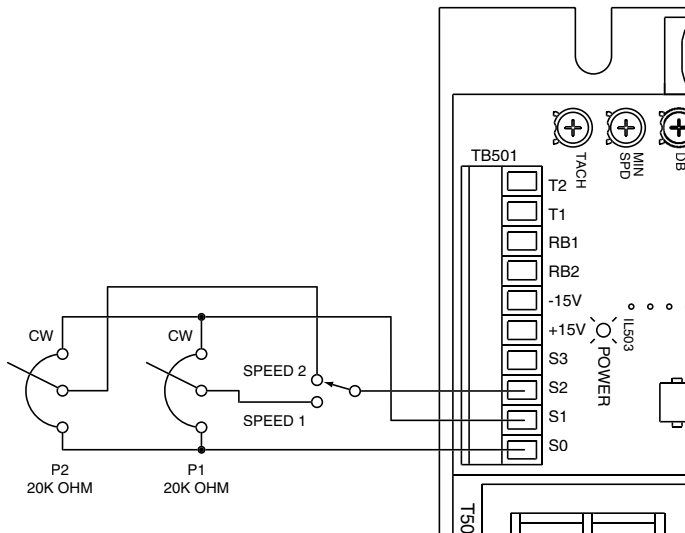 TB501
TACH
MIN
SPD
DB
T2
T1
RB1
RB2
-15V
+15V
S3
S2
S1
S0
IL503
POWER
CW
CW
SPEED 2
SPEED 1
P2
20K OHM
P1
20K OHM
T50